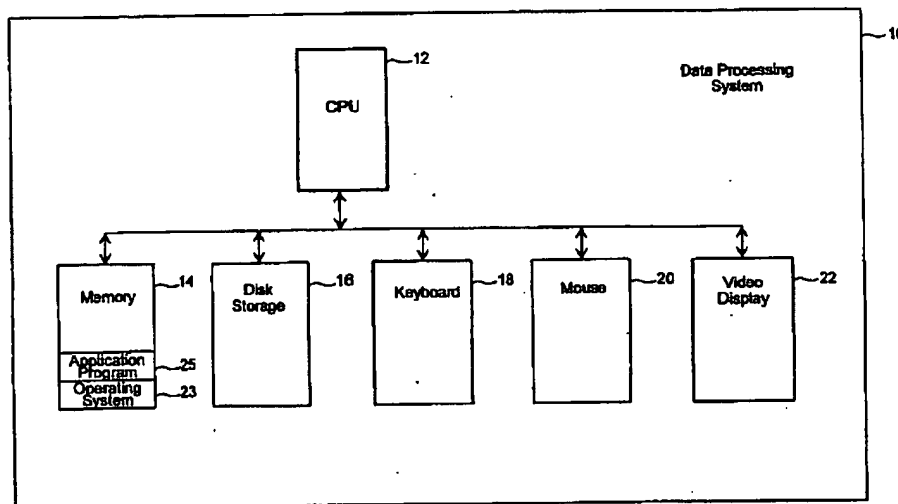 10
Data Processing
System
12
CPU
Memory
14
Disk
Storage
16
Keyboard
18
Mouse
20
Video
Display
22
Application
Program
25
Operating
System
23